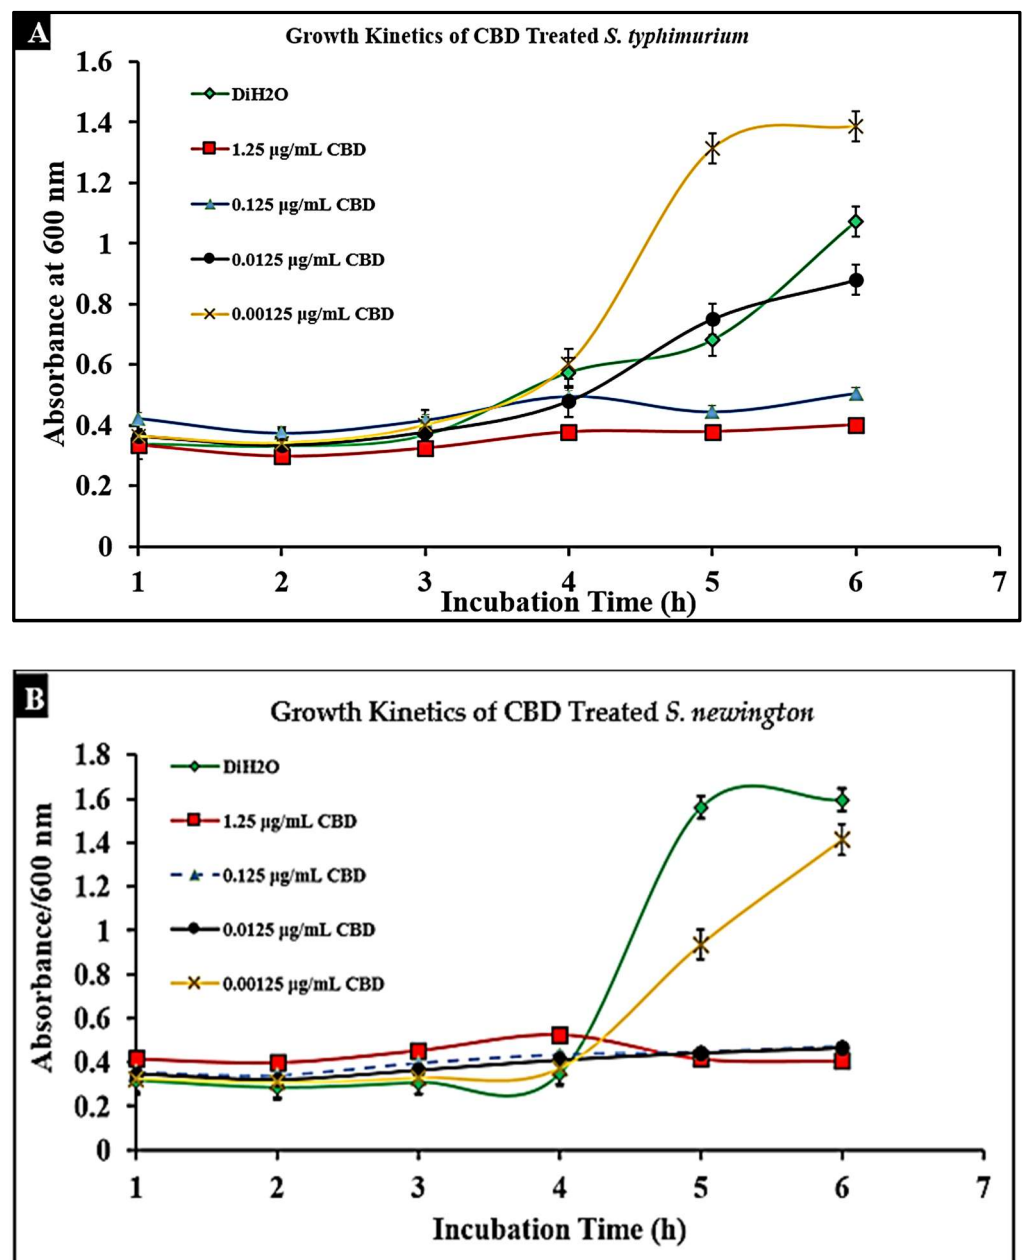 A
Growth Kinetics of CBD Treated S. typhimurium
1.6
1.4
1.2
1
0.8
0.6
0.4
0.2
0
Absorbance at 600 nm
DiH2O
1.25 µg/mL CBD
0.125 µg/mL CBD
0.0125 µg/mL CBD
0.00125 µg/mL CBD
1 2 3 4 5 6 7
Incubation Time (h)
B
Growth Kinetics of CBD Treated S. newington
1.8
1.6
1.4
1.2
1
0.8
0.6
0.4
0.2
0
Absorbance/600 nm
DiH2O
1.25 µg/mL CBD
0.125 µg/mL CBD
0.0125 µg/mL CBD
0.00125 µg/mL CBD
1 2 3 4 5 6 7
Incubation Time (h)